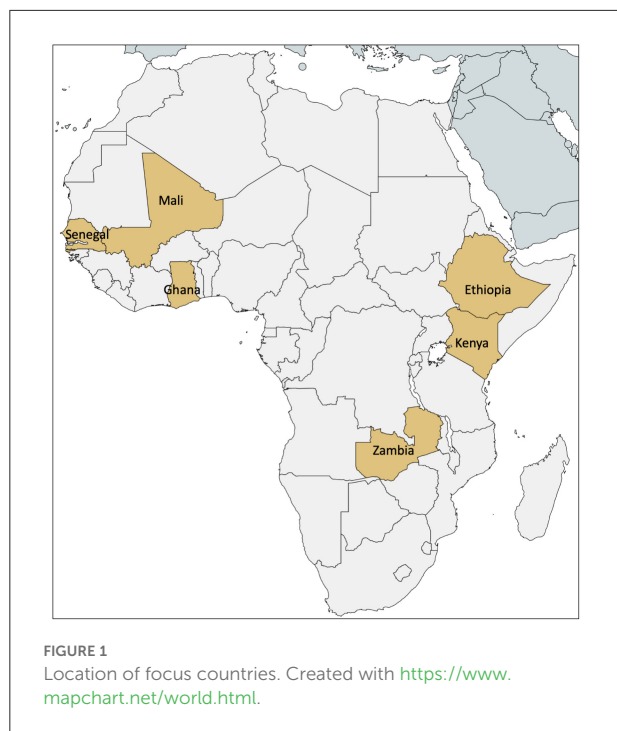 Mali
Senegal
Ghana
Ethiopia
Kenya
Zambia
FIGURE 1
Location of focus countries. Created with https://www.
mapchart.net/world.html.